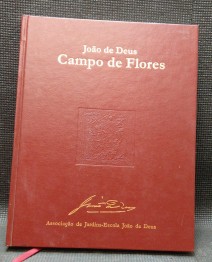 João de Deus
Campo de Flores
Associação de Jardins-Escola João de Deus